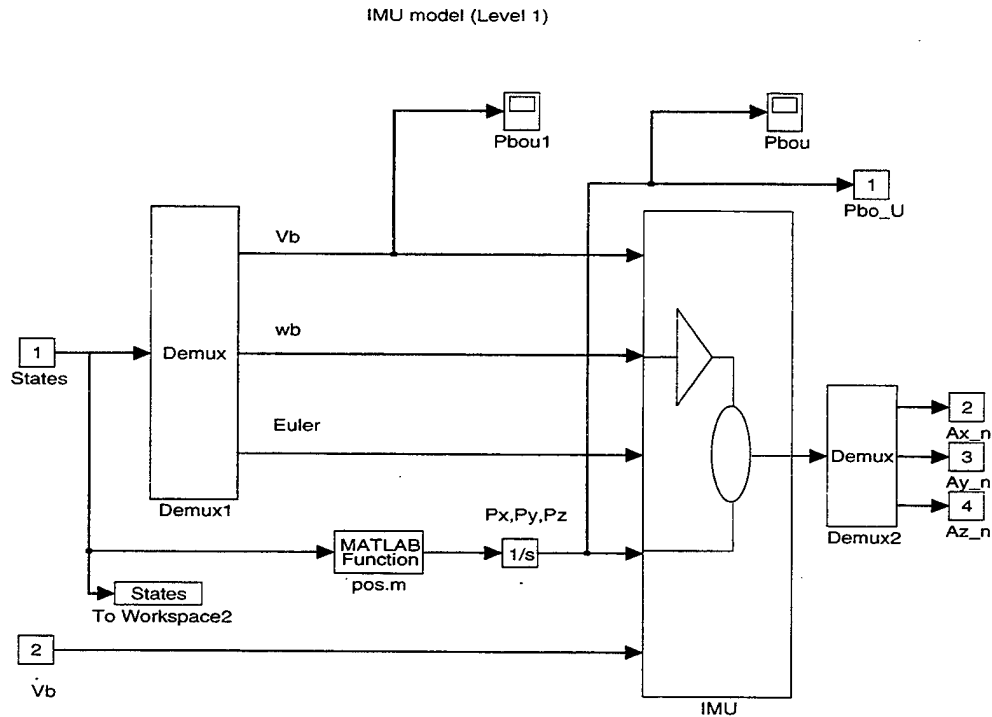 IMU model (Level 1)
Pbou1
Pbou
1
Pbo_U
Vb
wb
Euler
1
States
Demux
Demux1
Px,Py,Pz
MATLAB
Function
pos.m
1/s
States
To Workspace2
2
V̇b
IMU
Demux
Demux2
2
Ax_n
3
Ay_n
4
Az_n